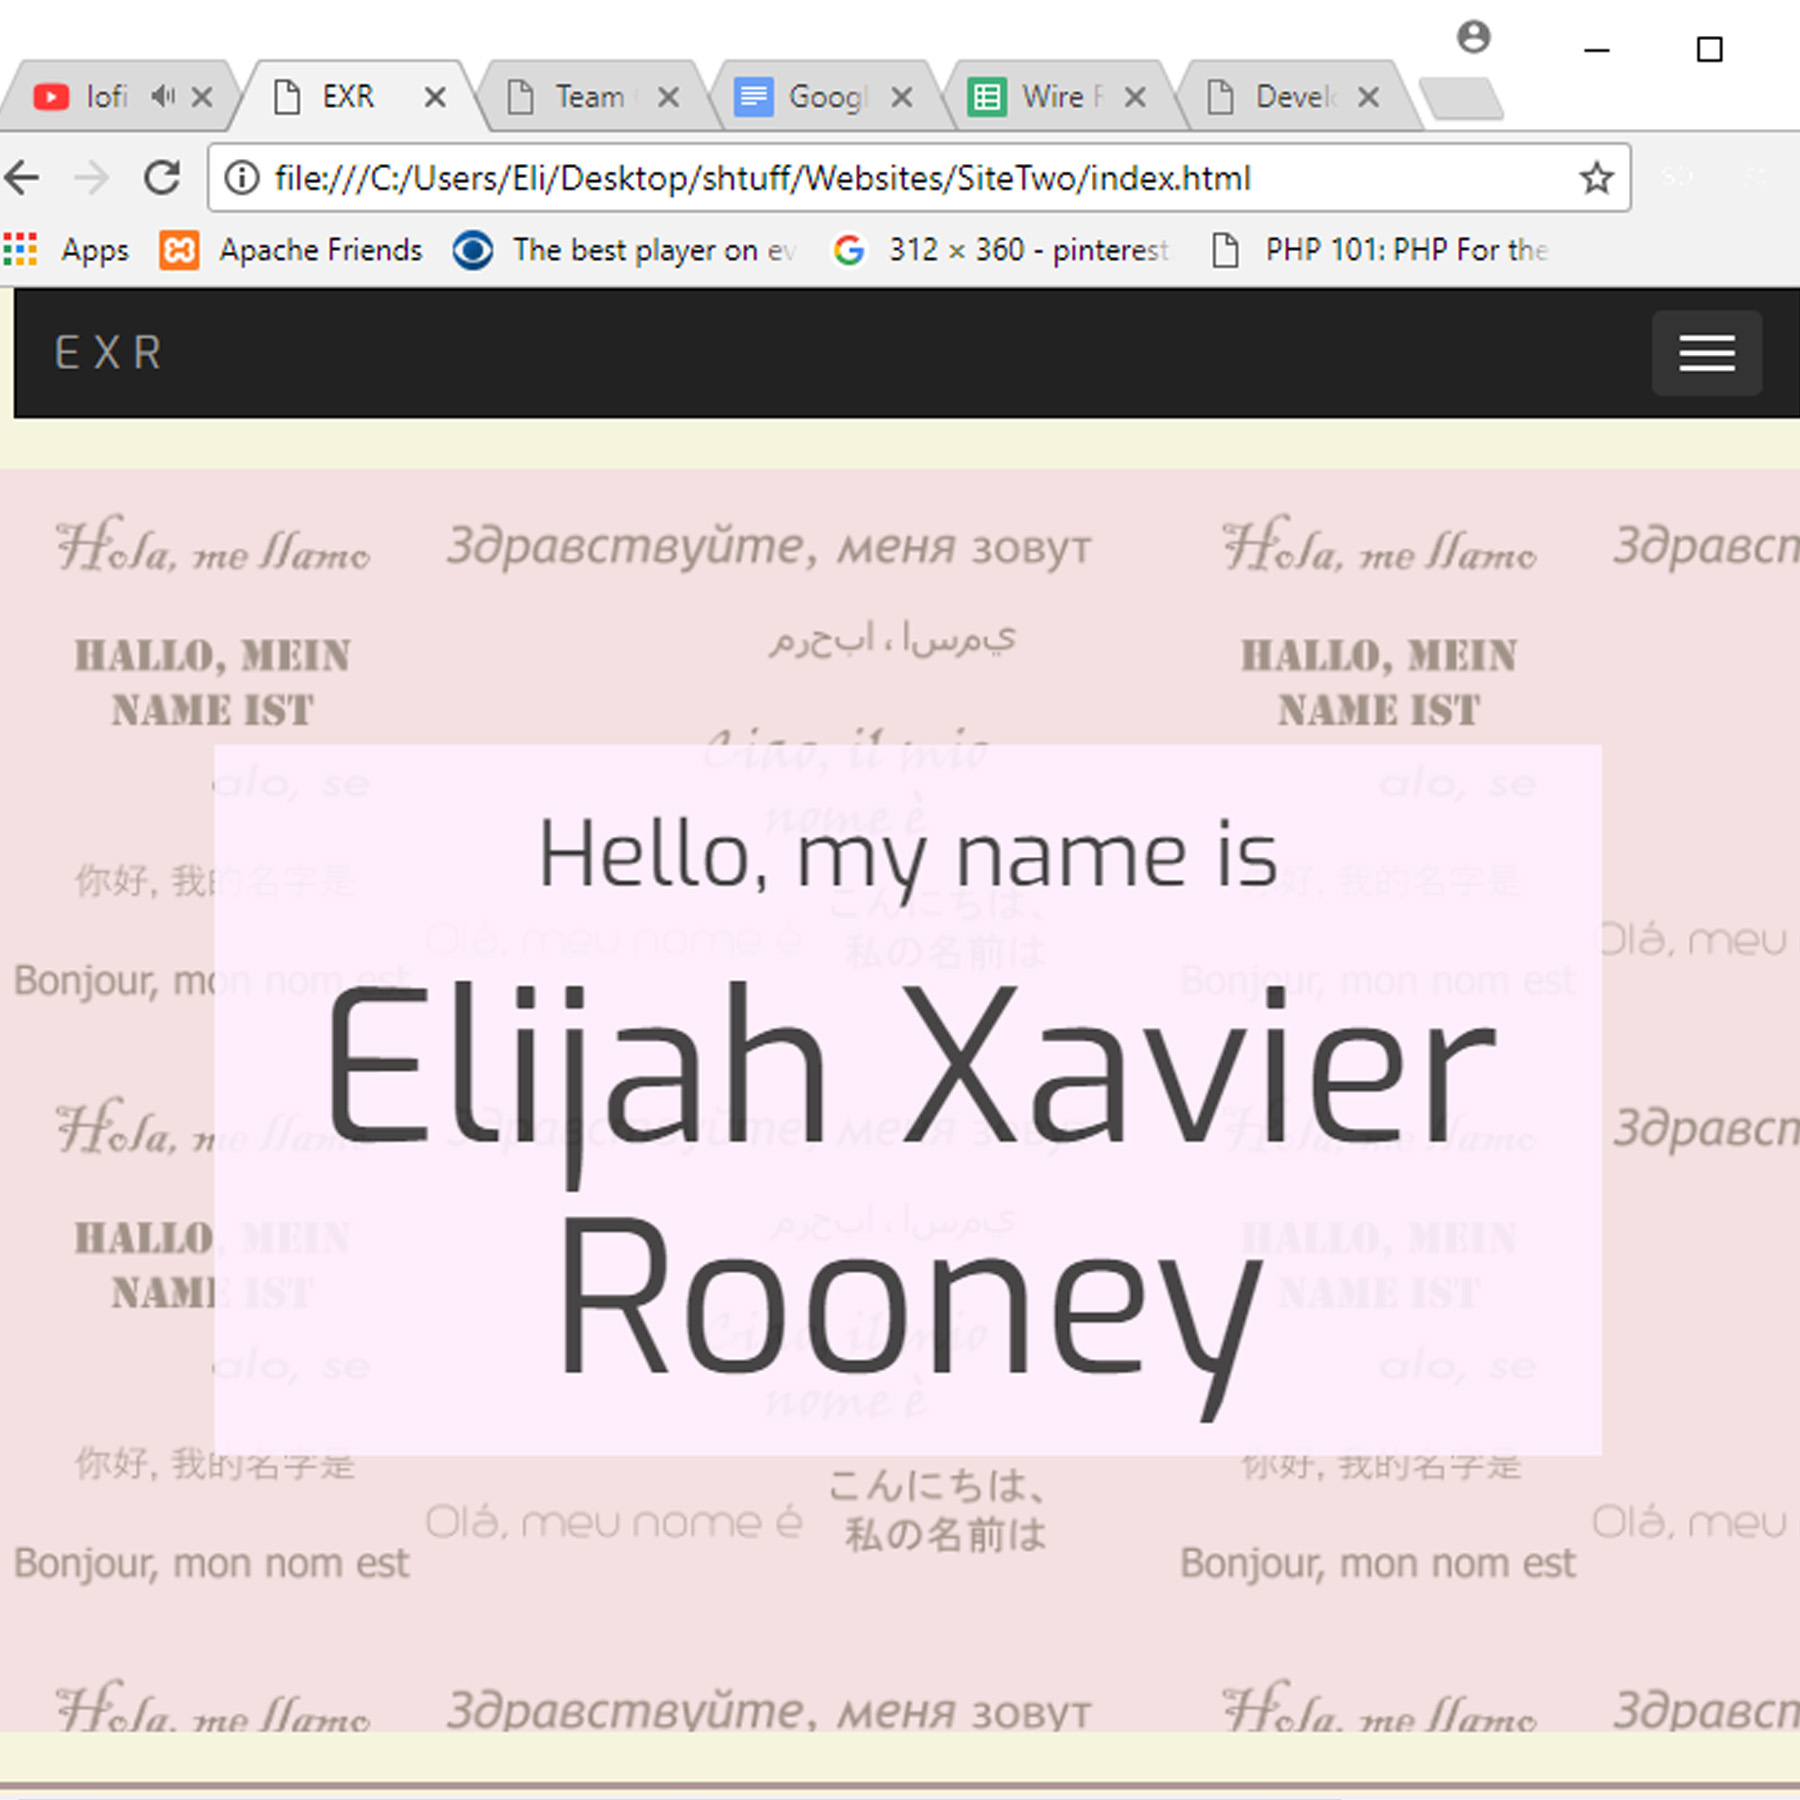 lofi EXR Team Googl Wire F Devel
file:///C:/Users/Eli/Desktop/shtuff/Websites/SiteTwo/index.html
Apps Apache Friends The best player on ev 312 × 360 - pinterest PHP 101: PHP For the
EXR
Hola, me llamo Здравствуйте, меня зовут Hola, me llamo Здравст
ﻡﺮﺣﺐﻟﺍ ، ﺍﺲﻣﻱ
HALLO, MEIN HALLO, MEIN
NAME IST NAME IST
Ciao, il mio
alo, se alo, se
nome è
Hello, my name is
你好, 我的名字是 好, 我的名字是
こんにちは、
Olá, meu nome é 私の名前は Olá, meu
Bonjour, mon nom est Bonjour, mon nom est
Elijah Xavier
Hola, me llamo Здравствуйте, меня зовут Hola, me llamo Здравст
Rooney
HALLO, MEIN HALLO, MEIN
NAME IST NAME IST
Ciao, il mio
alo, se alo, se
nome è
你好, 我的名字是 你好, 我的名字是
こんにちは、
Olá, meu nome é 私の名前は Olá, meu
Bonjour, mon nom est Bonjour, mon nom est
Hola, me llamo Здравствуйте, меня зовут Hola, me llamo Здравст